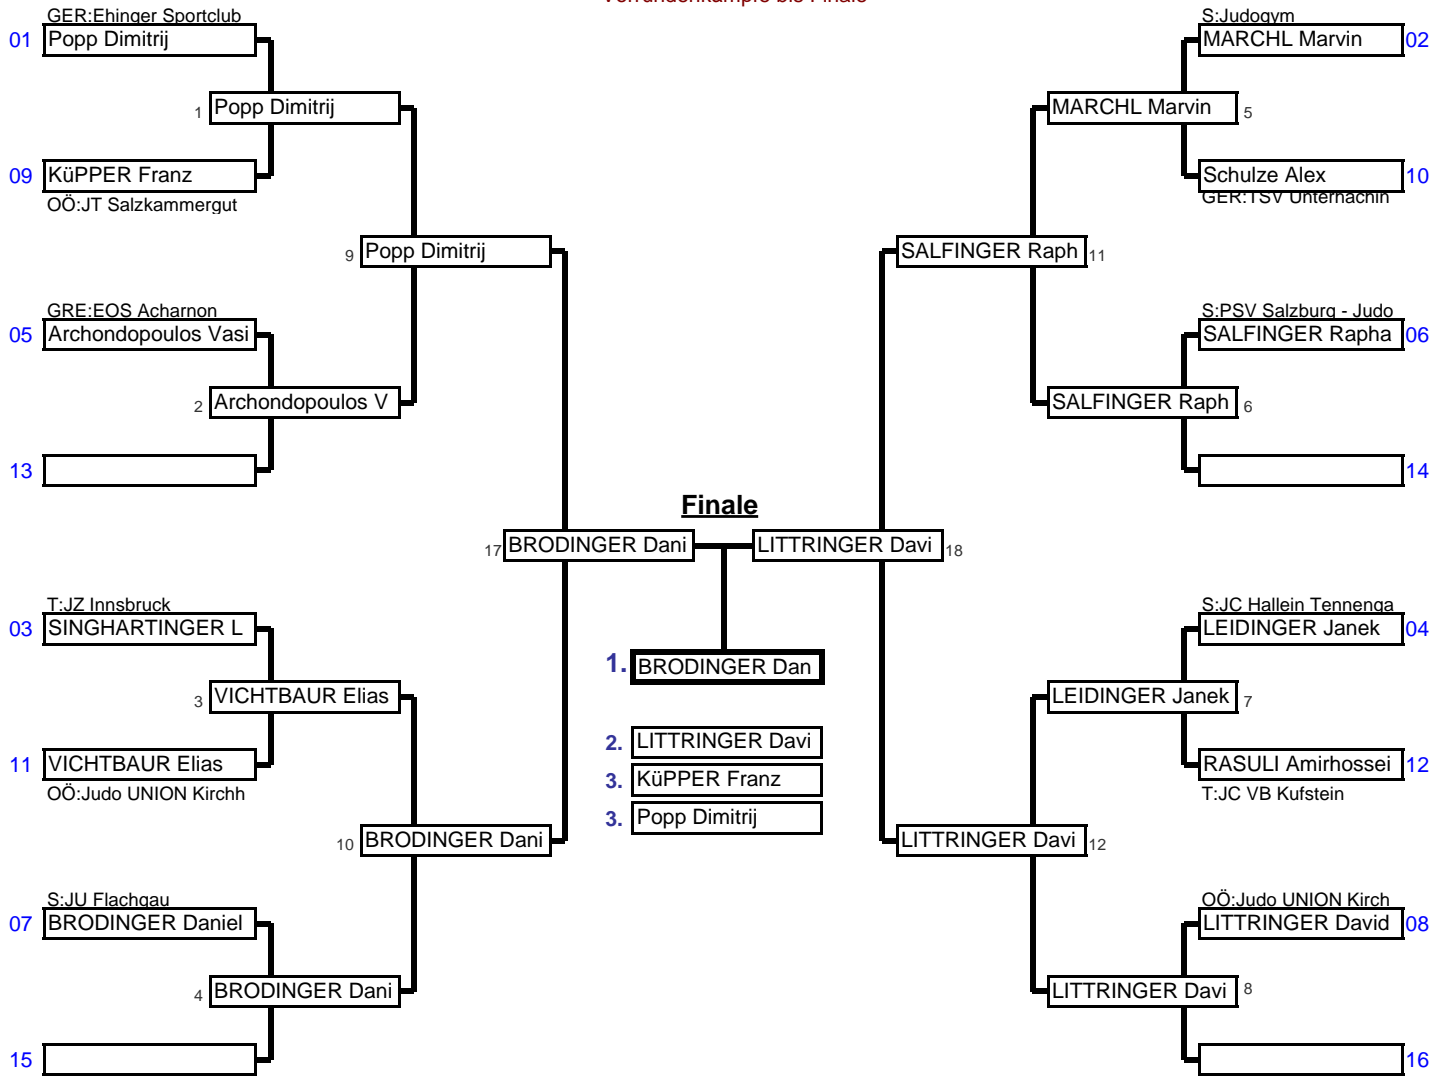 Vorrundenkämpfe bis Finale
GER:Ehinger Sportclub
01 Popp Dimitrij
1 Popp Dimitrij
09 KüPPER Franz
OÖ:JT Salzkammergut
9 Popp Dimitrij
GRE:EOS Acharnon
05 Archondopoulos Vasi
2 Archondopoulos V
13
17 BRODINGER Dani
T:JZ Innsbruck
03 SINGHARTINGER L
3 VICHTBAUR Elias
11 VICHTBAUR Elias
OÖ:Judo UNION Kirchh
10 BRODINGER Dani
S:JU Flachgau
07 BRODINGER Daniel
4 BRODINGER Dani
15
Finale
1. BRODINGER Dan
2. LITTRINGER Davi
3. KüPPER Franz
3. Popp Dimitrij
S:Judogym
MARCHL Marvin 02
MARCHL Marvin 5
Schulze Alex 10
GER:TSV Unterhachin
SALFINGER Raph 11
S:PSV Salzburg - Judo
SALFINGER Rapha 06
SALFINGER Raph 6
14
LITTRINGER Davi 18
S:JC Hallein Tennenga
LEIDINGER Janek 04
LEIDINGER Janek 7
RASULI Amirhossei 12
T:JC VB Kufstein
LITTRINGER Davi 12
OÖ:Judo UNION Kirch
LITTRINGER David 08
LITTRINGER Davi 8
16